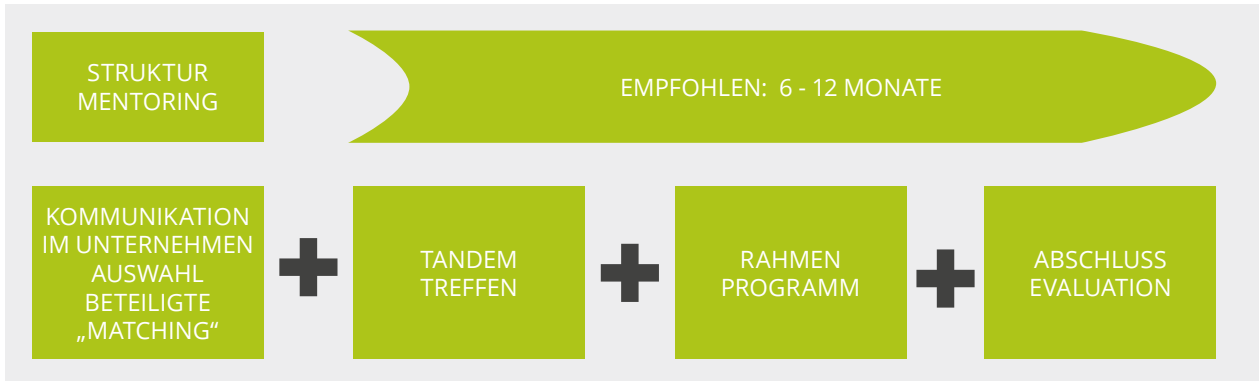 STRUKTUR
MENTORING
EMPFOHLEN: 6 - 12 MONATE
KOMMUNIKATION
IM UNTERNEHMEN
AUSWAHL
BETEILIGTE
„MATCHING“
TANDEM
TREFFEN
RAHMEN
PROGRAMM
ABSCHLUSS
EVALUATION